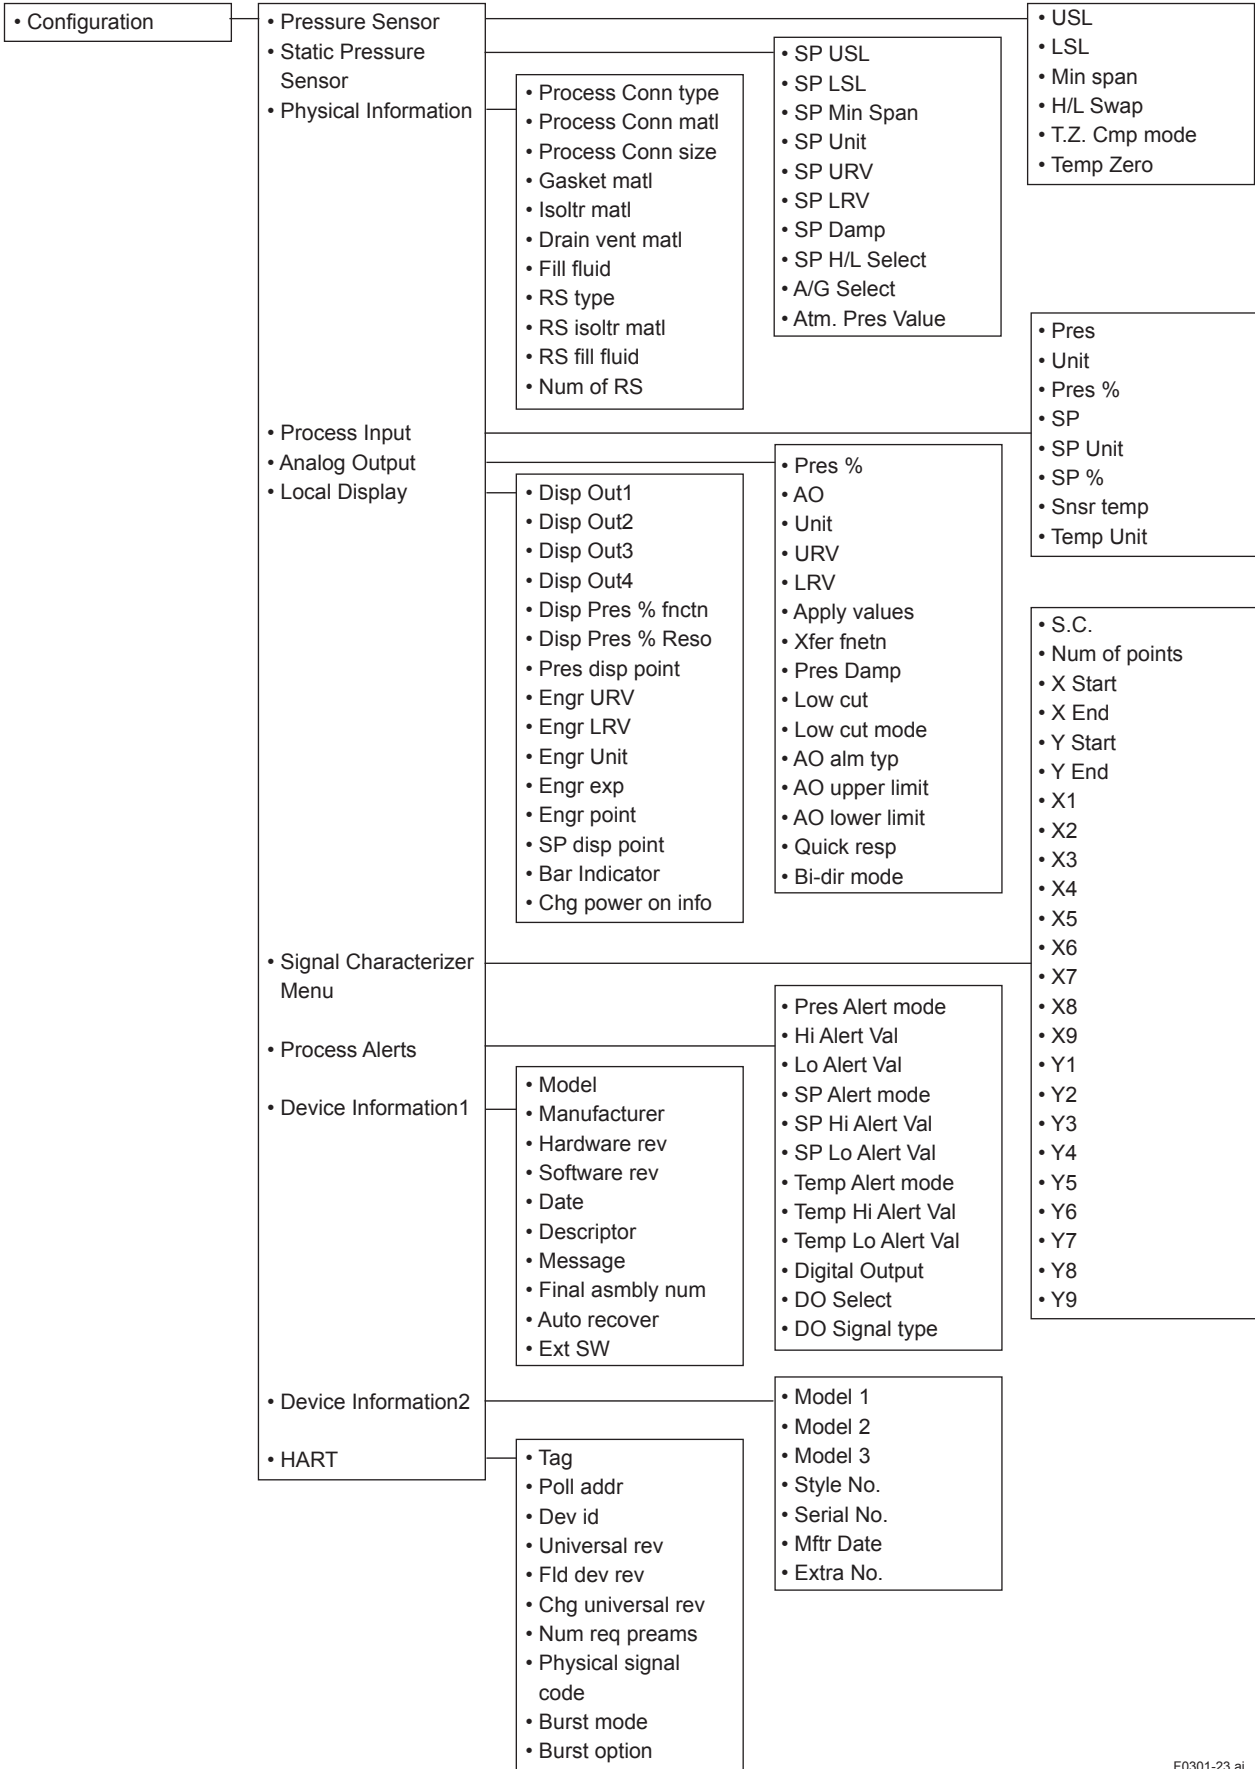 • Configuration
• Pressure Sensor
• Static Pressure
Sensor
• Physical Information
• Process Input
• Analog Output
• Local Display
• Signal Characterizer
Menu
• Process Alerts
• Device Information1
• Device Information2
• HART
• Process Conn type
• Process Conn matl
• Process Conn size
• Gasket matl
• Isoltr matl
• Drain vent matl
• Fill fluid
• RS type
• RS isoltr matl
• RS fill fluid
• Num of RS
• Disp Out1
• Disp Out2
• Disp Out3
• Disp Out4
• Disp Pres % fnctn
• Disp Pres % Reso
• Pres disp point
• Engr URV
• Engr LRV
• Engr Unit
• Engr exp
• Engr point
• SP disp point
• Bar Indicator
• Chg power on info
• Model
• Manufacturer
• Hardware rev
• Software rev
• Date
• Descriptor
• Message
• Final asmbly num
• Auto recover
• Ext SW
• Tag
• Poll addr
• Dev id
• Universal rev
• Fld dev rev
• Chg universal rev
• Num req preams
• Physical signal
code
• Burst mode
• Burst option
• SP USL
• SP LSL
• SP Min Span
• SP Unit
• SP URV
• SP LRV
• SP Damp
• SP H/L Select
• A/G Select
• Atm. Pres Value
• Pres %
• AO
• Unit
• URV
• LRV
• Apply values
• Xfer fnetn
• Pres Damp
• Low cut
• Low cut mode
• AO alm typ
• AO upper limit
• AO lower limit
• Quick resp
• Bi-dir mode
• Pres Alert mode
• Hi Alert Val
• Lo Alert Val
• SP Alert mode
• SP Hi Alert Val
• SP Lo Alert Val
• Temp Alert mode
• Temp Hi Alert Val
• Temp Lo Alert Val
• Digital Output
• DO Select
• DO Signal type
• Model 1
• Model 2
• Model 3
• Style No.
• Serial No.
• Mftr Date
• Extra No.
• USL
• LSL
• Min span
• H/L Swap
• T.Z. Cmp mode
• Temp Zero
• Pres
• Unit
• Pres %
• SP
• SP Unit
• SP %
• Snsr temp
• Temp Unit
• S.C.
• Num of points
• X Start
• X End
• Y Start
• Y End
• X1
• X2
• X3
• X4
• X5
• X6
• X7
• X8
• X9
• Y1
• Y2
• Y3
• Y4
• Y5
• Y6
• Y7
• Y8
• Y9
F0301-23.ai